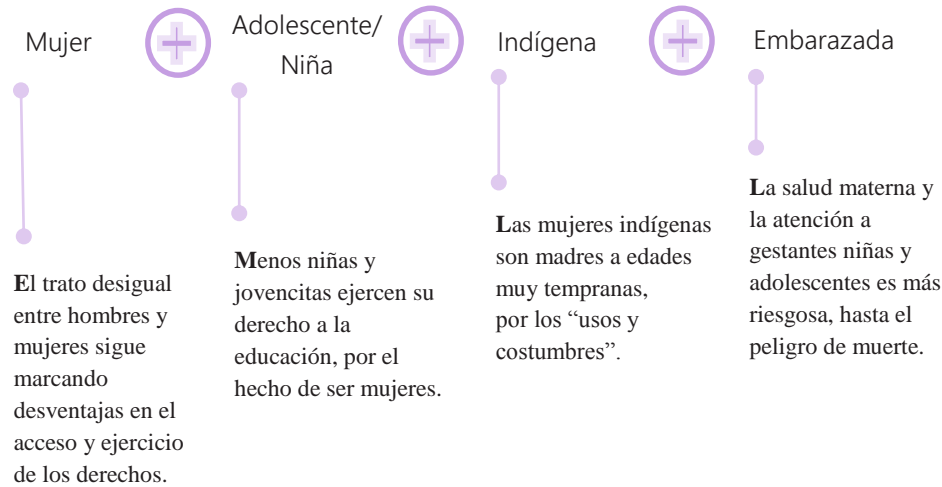 Mujer
Adolescente/
Niña
Indígena
Embarazada
El trato desigual
entre hombres y
mujeres sigue
marcando
desventajas en el
acceso y ejercicio
de los derechos.
Menos niñas y
jovencitas ejercen su
derecho a la
educación, por el
hecho de ser mujeres.
Las mujeres indígenas
son madres a edades
muy tempranas,
por los “usos y
costumbres”.
La salud materna y
la atención a
gestantes niñas y
adolescentes es más
riesgosa, hasta el
peligro de muerte.